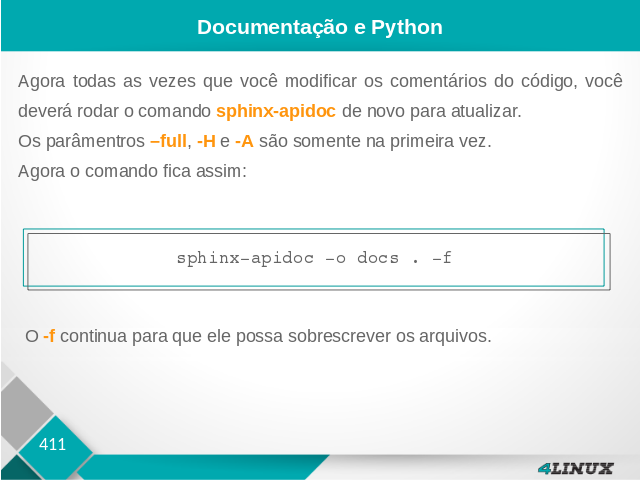 Documentação e Python
Agora todas as vezes que você modificar os comentários do código, você
deverá rodar o comando sphinx-apidoc de novo para atualizar.
Os parâmentros –full, -H e -A são somente na primeira vez.
Agora o comando fica assim:
sphinx-apidoc -o docs . -f
O -f continua para que ele possa sobrescrever os arquivos.
411
4LINUX